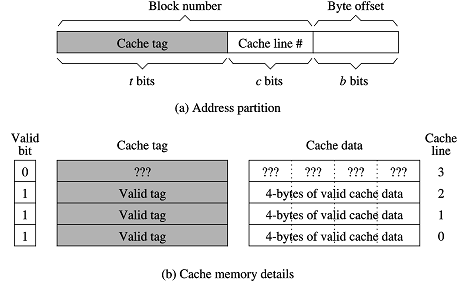 Block number Byte offset
Cache tag Cache line #
t bits c bits b bits
(a) Address partition
Valid bit Cache tag Cache data Cache line
0 ??? ??? ??? ??? ??? 3
1 Valid tag 4-bytes of valid cache data 2
1 Valid tag 4-bytes of valid cache data 1
1 Valid tag 4-bytes of valid cache data 0
(b) Cache memory details